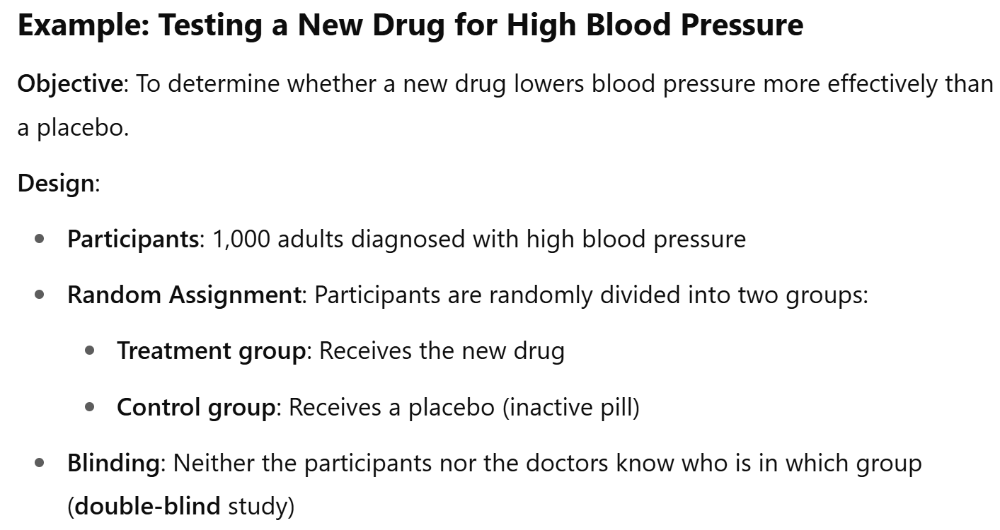 Example: Testing a New Drug for High Blood Pressure
Objective: To determine whether a new drug lowers blood pressure more effectively than
a placebo.
Design:
• Participants: 1,000 adults diagnosed with high blood pressure
• Random Assignment: Participants are randomly divided into two groups:
• Treatment group: Receives the new drug
• Control group: Receives a placebo (inactive pill)
• Blinding: Neither the participants nor the doctors know who is in which group
(double-blind study)